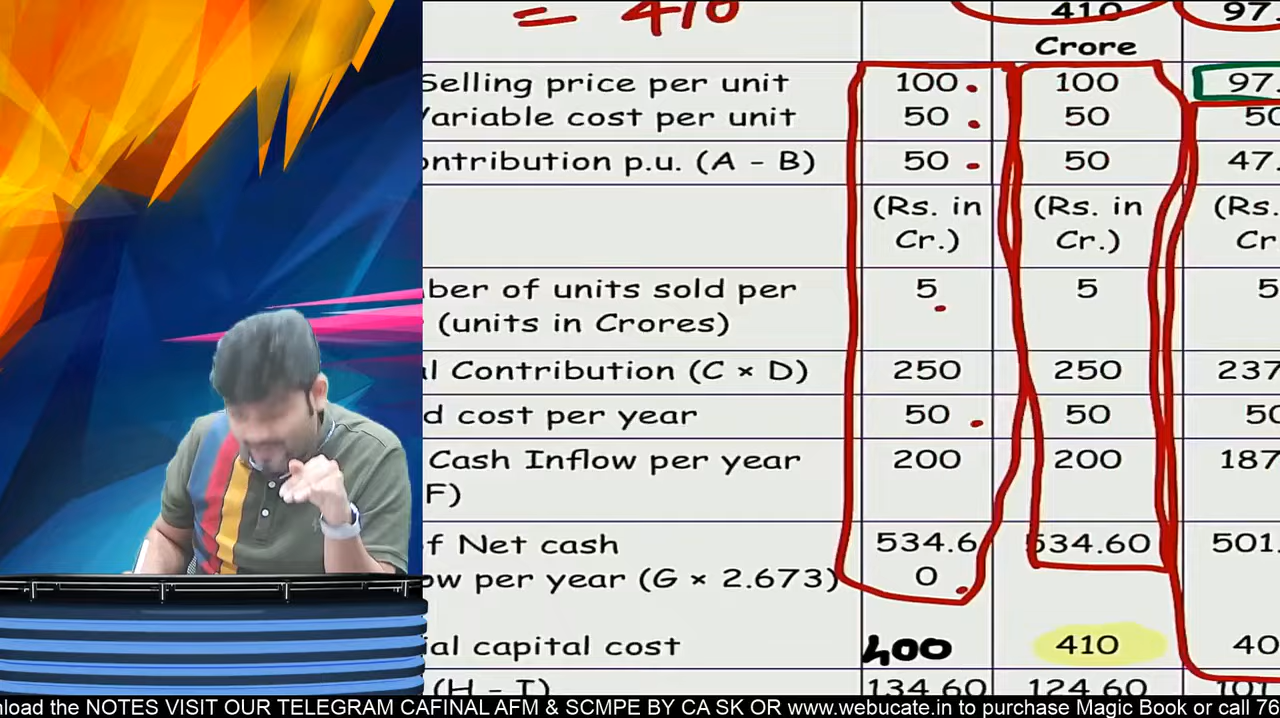 = 410
410 97.
Crore
Selling price per unit 100 100 97.
Variable cost per unit 50 50 50
ontribution p.u. (A - B) 50 50 47.
(Rs. in (Rs. in (Rs.
Cr.) Cr.) Cr
ber of units sold per 5 5 5
(units in Crores)
l Contribution (C × D) 250 250 237
d cost per year 50 50 50
Cash Inflow per year 200 200 187
F)
f Net cash 534.6 534.60 501.
ow per year (G × 2.673) 0
ial capital cost 400 410 40
(H - I) 134.60 124.60 101
nload the NOTES VISIT OUR TELEGRAM CAFINAL AFM & SCMPE BY CA SK OR www.webucate.in to purchase Magic Book or call 76